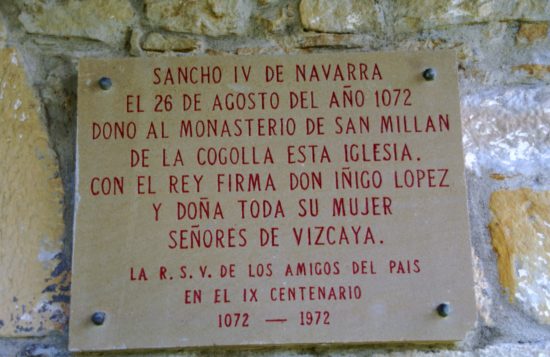 SANCHO IV DE NAVARRA
EL 26 DE AGOSTO DEL AÑO 1072
DONO AL MONASTERIO DE SAN MILLAN
DE LA COGOLLA ESTA IGLESIA.
CON EL REY FIRMA DON IÑIGO LOPEZ
Y DOÑA TODA SU MUJER
SEÑORES DE VIZCAYA.
LA R.S.V. DE LOS AMIGOS DEL PAIS
EN EL IX CENTENARIO
1072 — 1972